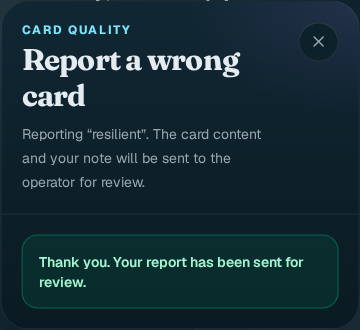 CARD QUALITY
Report a wrong
card
Reporting “resilient”. The card content
and your note will be sent to the
operator for review.
Thank you. Your report has been sent for
review.